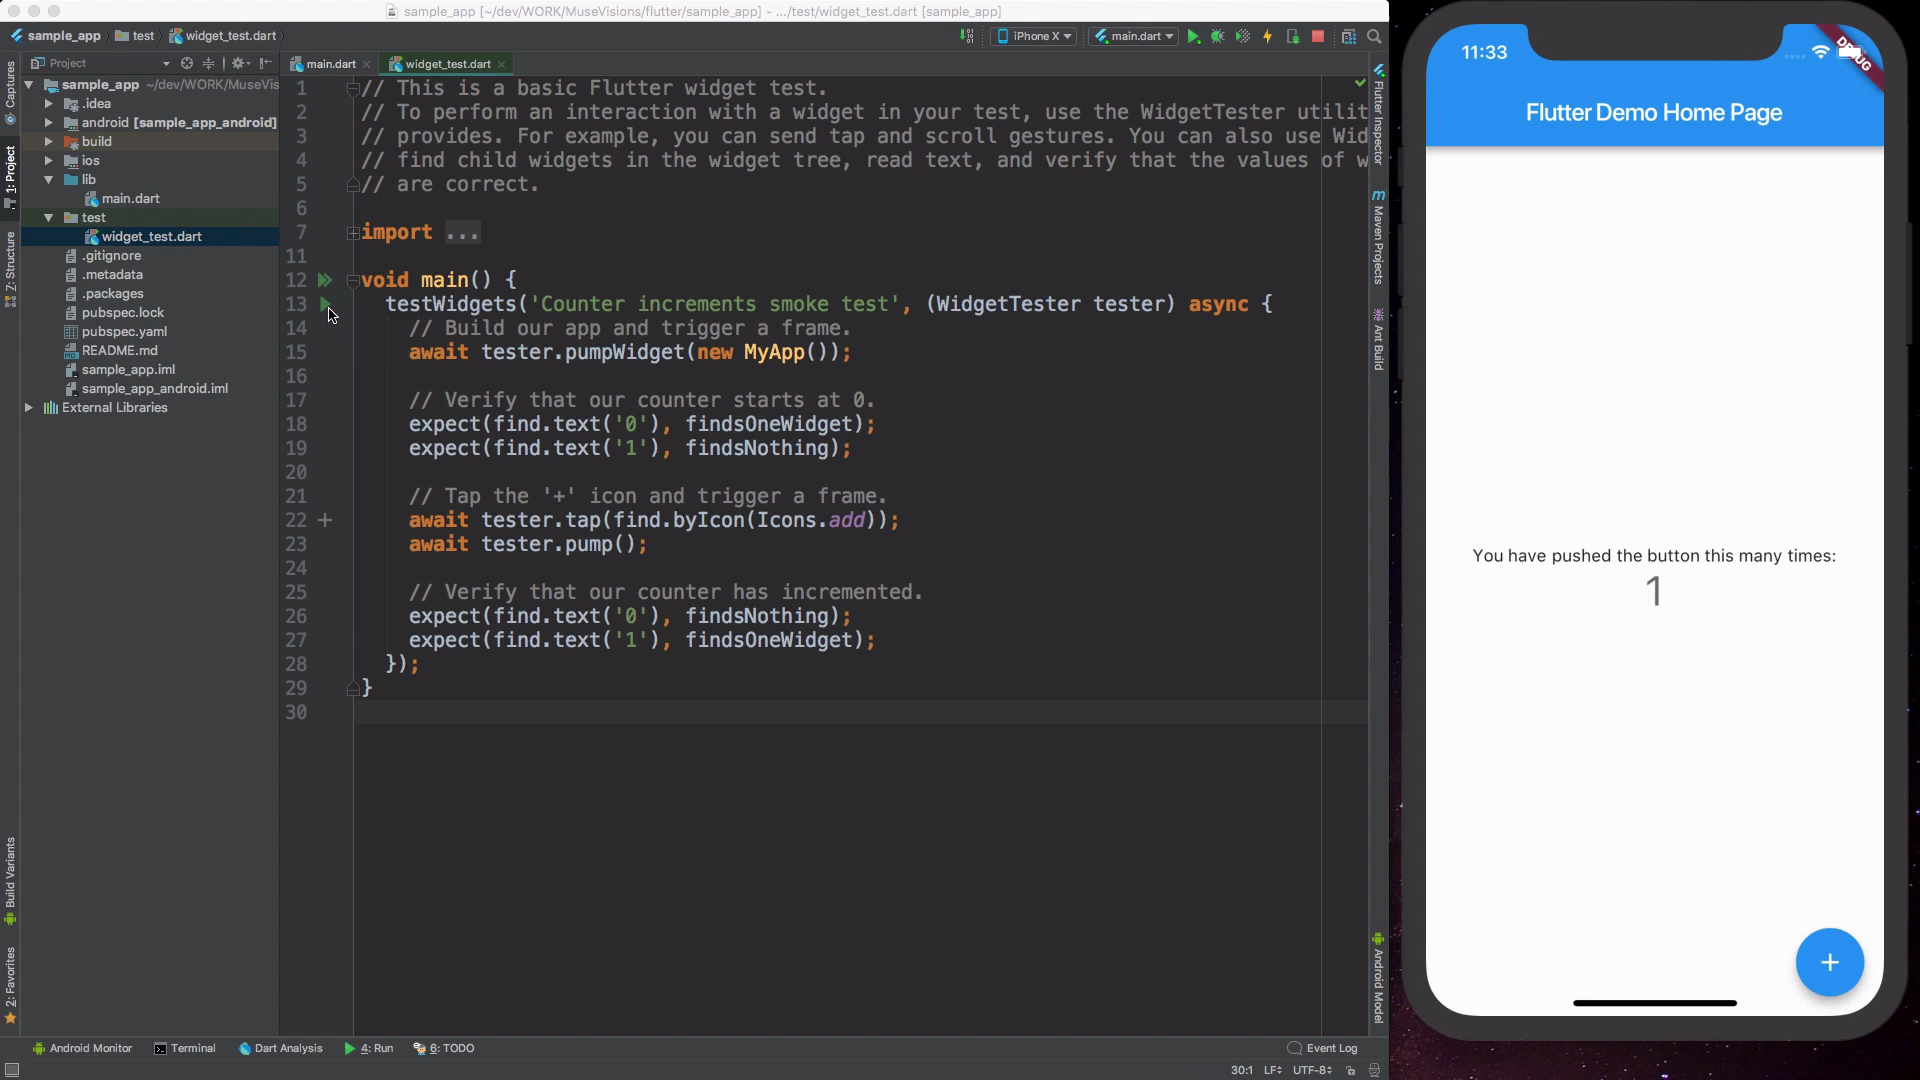 sample_app [~/dev/WORK/MuseVisions/flutter/sample_app] - .../test/widget_test.dart [sample_app]
sample_app test widget_test.dart
iPhone X main.dart
Captures
1: Project
Z: Structure
Build Variants
2: Favorites
Project
sample_app ~/dev/WORK/MuseVis
.idea
android [sample_app_android]
build
ios
lib
main.dart
test
widget_test.dart
.gitignore
.metadata
.packages
pubspec.lock
pubspec.yaml
README.md
sample_app.iml
sample_app_android.iml
External Libraries
main.dart widget_test.dart
1 // This is a basic Flutter widget test.
2 // To perform an interaction with a widget in your test, use the WidgetTester utilit
3 // provides. For example, you can send tap and scroll gestures. You can also use Wid
4 // find child widgets in the widget tree, read text, and verify that the values of w
5 // are correct.
6
7 import ...
11
12 void main() {
13 testWidgets('Counter increments smoke test', (WidgetTester tester) async {
14 // Build our app and trigger a frame.
15 await tester.pumpWidget(new MyApp());
16
17 // Verify that our counter starts at 0.
18 expect(find.text('0'), findsOneWidget);
19 expect(find.text('1'), findsNothing);
20
21 // Tap the '+' icon and trigger a frame.
22 await tester.tap(find.byIcon(Icons.add));
23 await tester.pump();
24
25 // Verify that our counter has incremented.
26 expect(find.text('0'), findsNothing);
27 expect(find.text('1'), findsOneWidget);
28 });
29 }
30
Flutter Inspector
m Maven Projects
Ant Build
Android Model
Android Monitor Terminal Dart Analysis 4: Run 6: TODO Event Log
30:1 LF÷ UTF-8÷
11:33
DEBUG
Flutter Demo Home Page
You have pushed the button this many times:
1
+